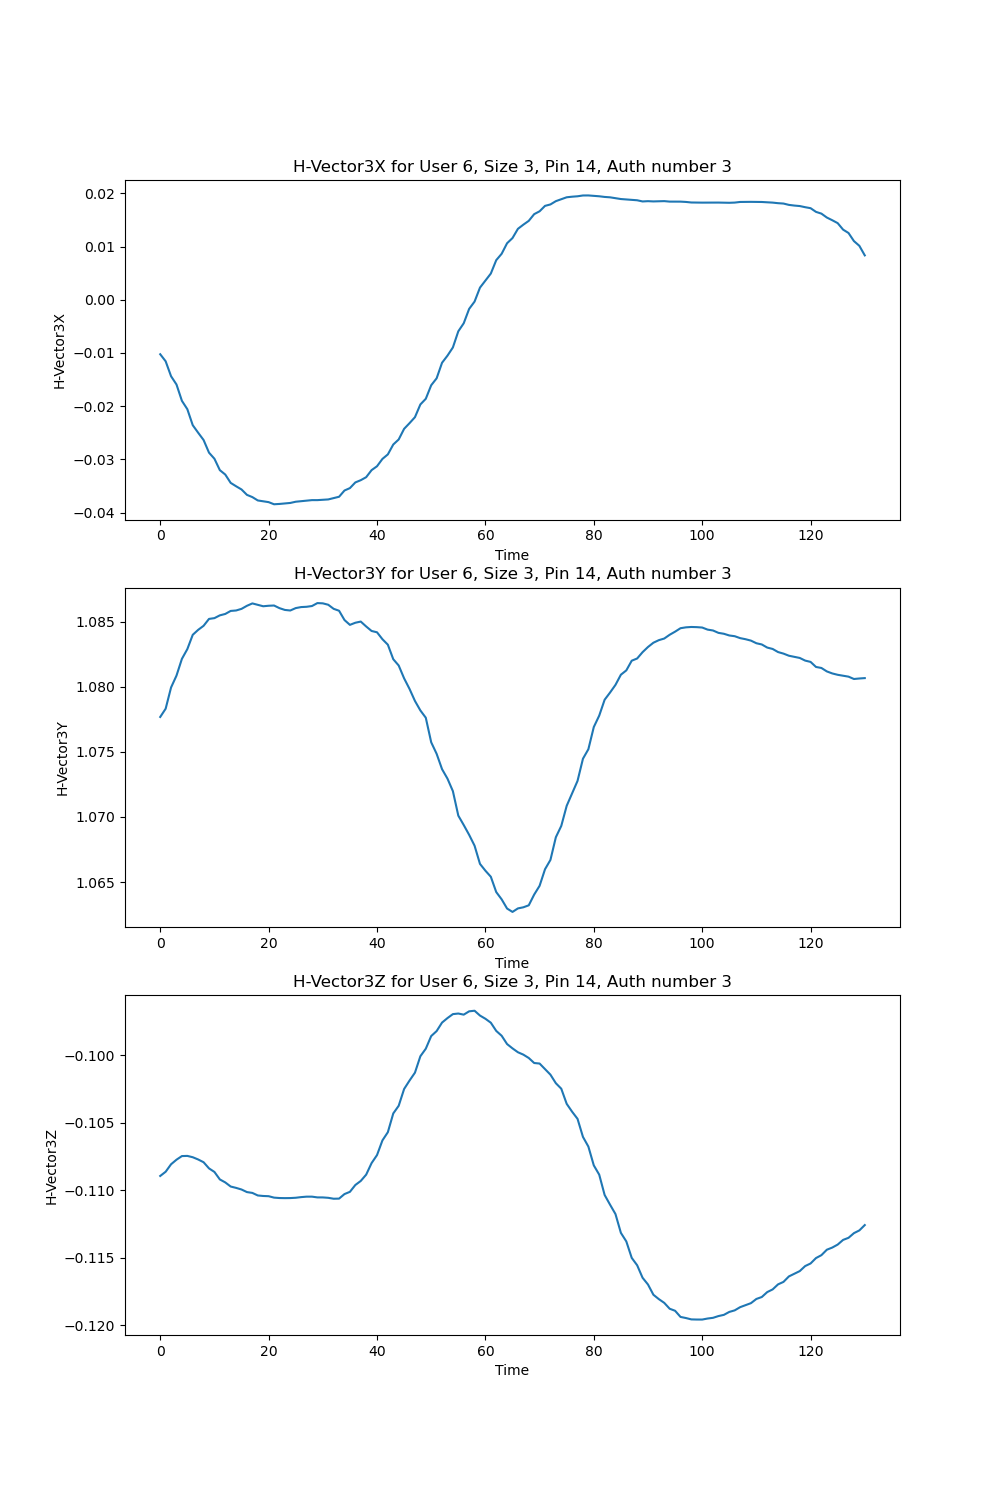 H-Vector3X for User 6, Size 3, Pin 14, Auth number 3
0.02
0.01
0.00
−0.01
−0.02
−0.03
−0.04
H-Vector3X
0 20 40 60 80 100 120
Time
H-Vector3Y for User 6, Size 3, Pin 14, Auth number 3
1.085
1.080
1.075
1.070
1.065
H-Vector3Y
0 20 40 60 80 100 120
Time
H-Vector3Z for User 6, Size 3, Pin 14, Auth number 3
−0.100
−0.105
−0.110
−0.115
−0.120
H-Vector3Z
0 20 40 60 80 100 120
Time